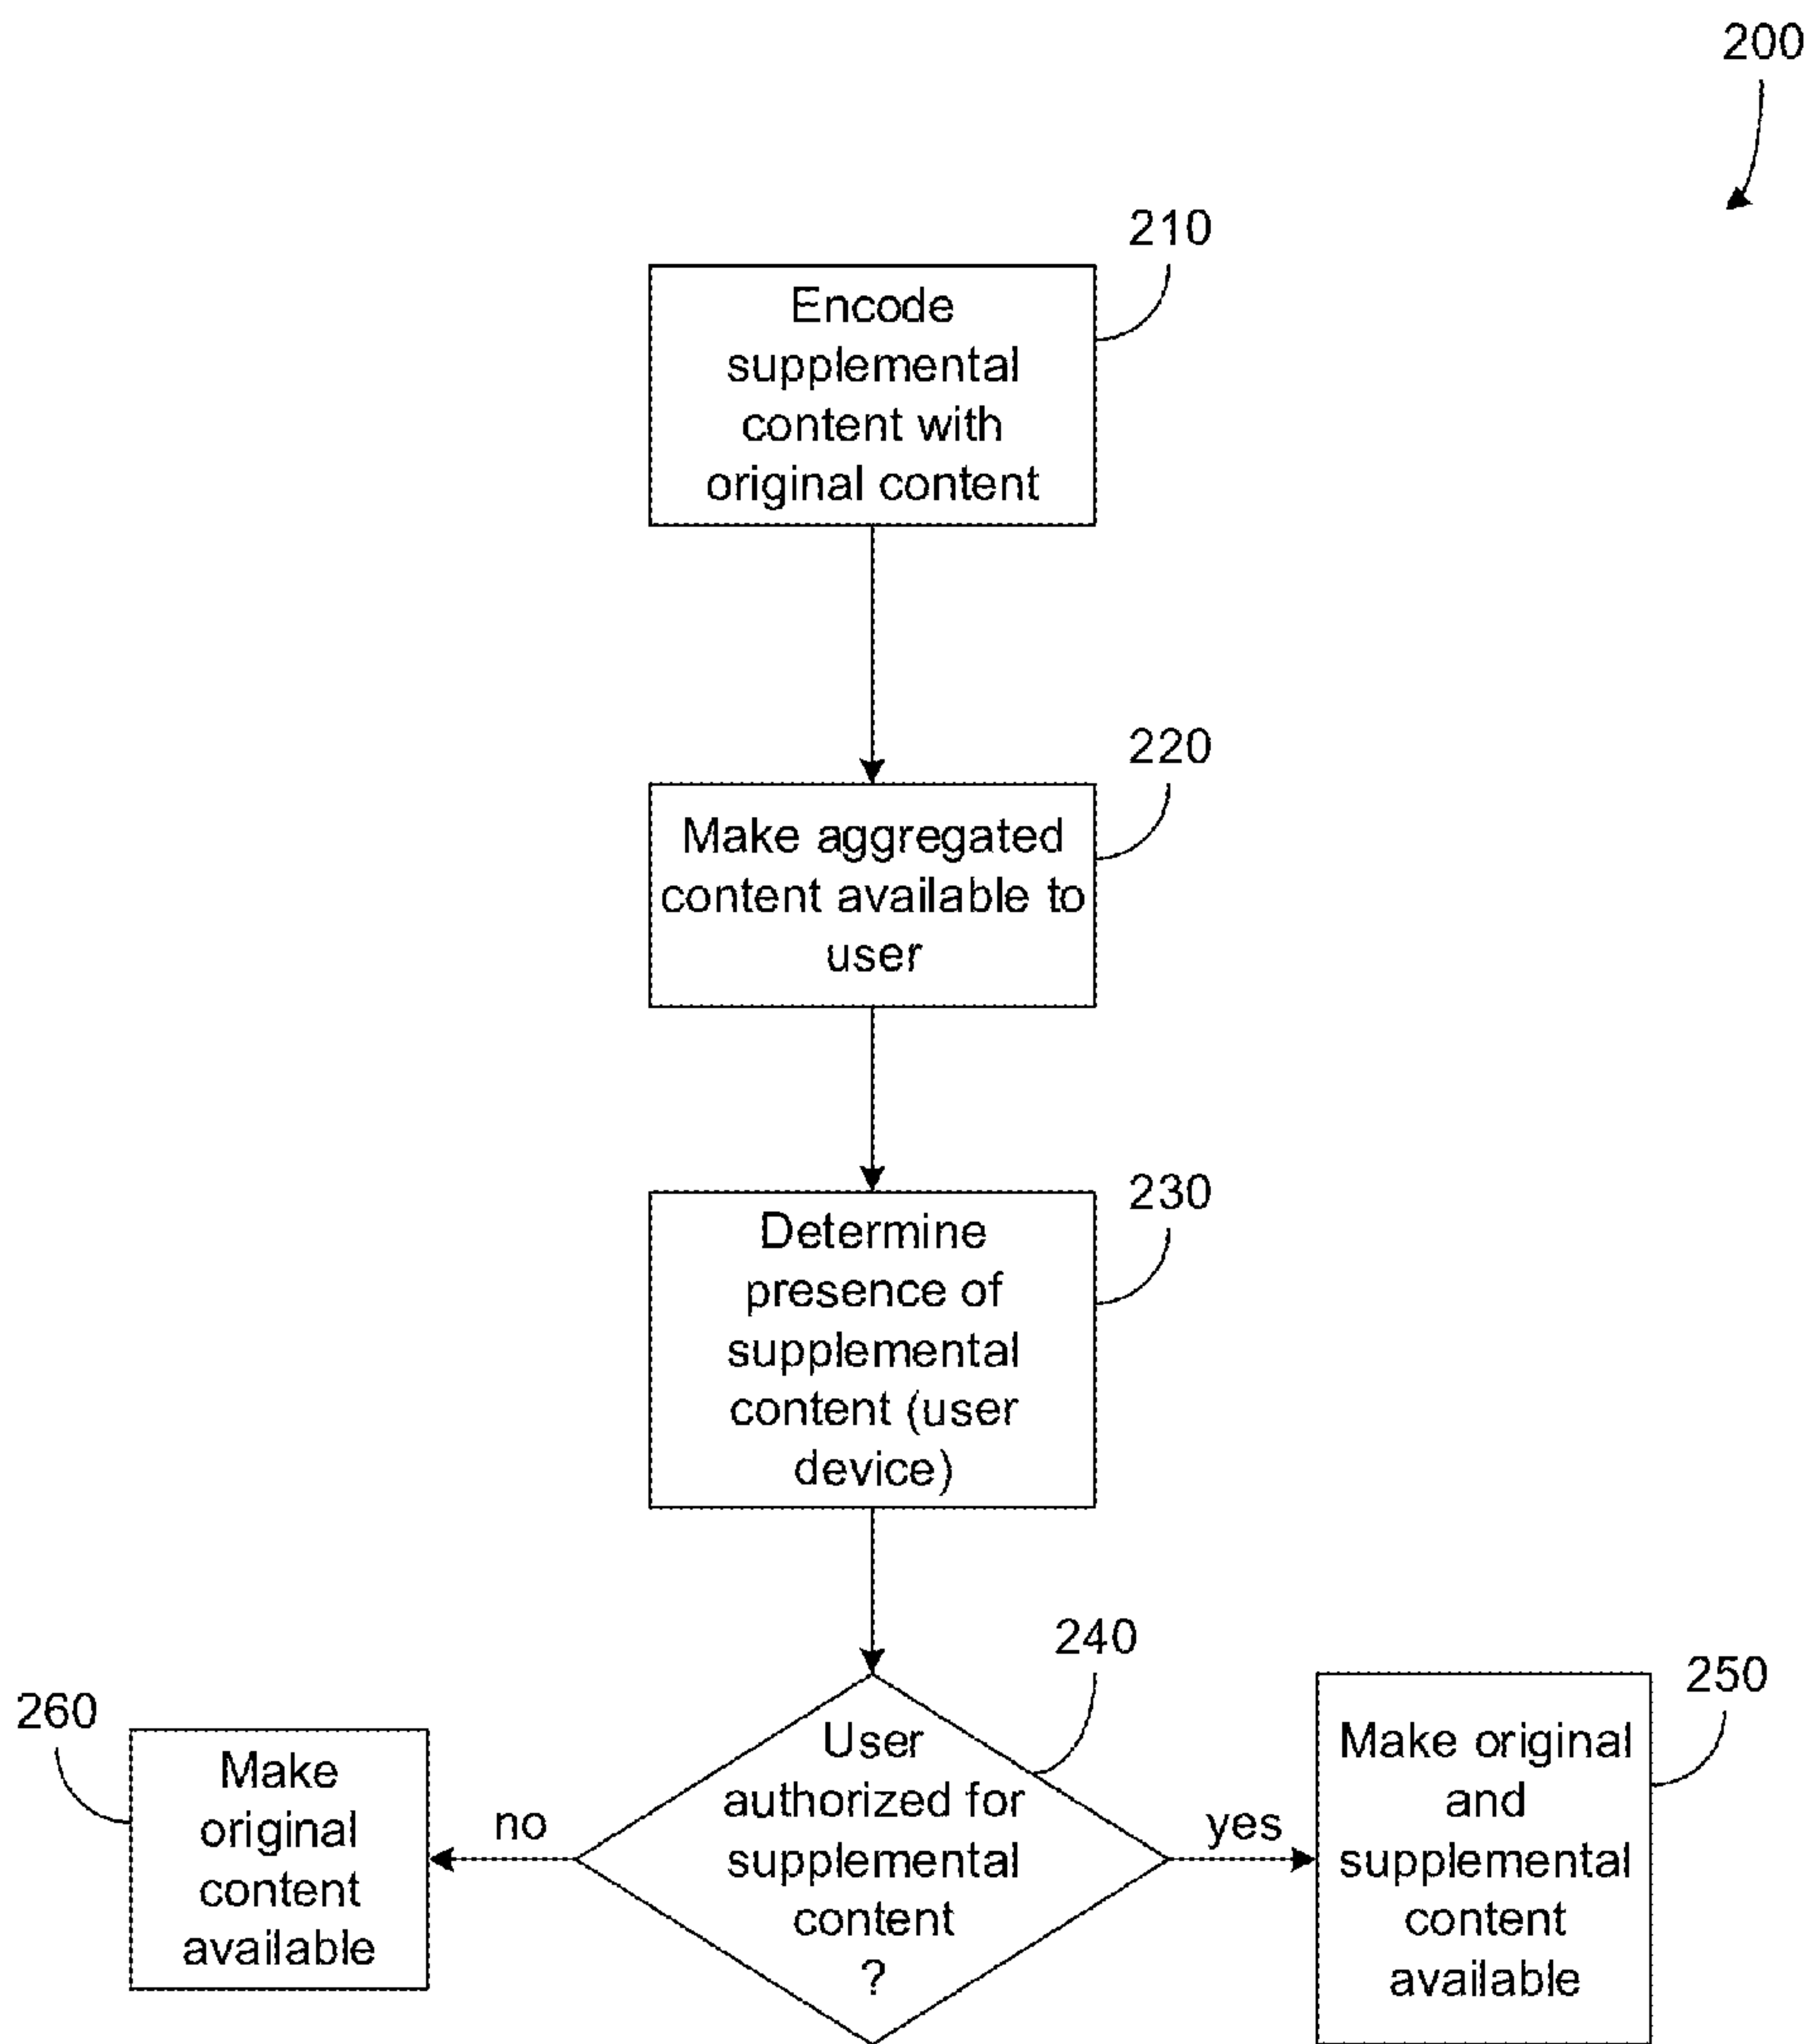 200
210
Encode
supplemental
content with
original content
220
Make aggregated
content available to
user
230
Determine
presence of
supplemental
content (user
device)
240
User
authorized for
supplemental
content
?
no
yes
260
Make
original
content
available
250
Make original
and
supplemental
content
available